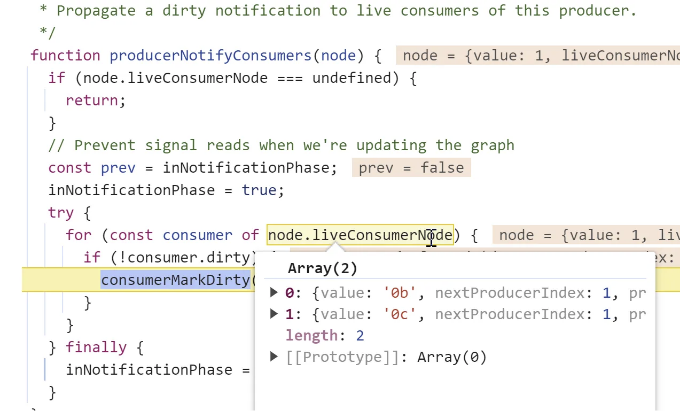 * Propagate a dirty notification to live consumers of this producer.
*/
function producerNotifyConsumers(node) { node = {value: 1, liveConsumerNo
if (node.liveConsumerNode === undefined) {
return;
}
// Prevent signal reads when we're updating the graph
const prev = inNotificationPhase; prev = false
inNotificationPhase = true;
try {
for (const consumer of node.liveConsumerNode) { node = {value: 1, liv
if (!consumer.dirty)
consumerMarkDirty(
}
}
} finally {
inNotificationPhase =
}
Array(2)
0: {value: '0b', nextProducerIndex: 1, pr
1: {value: '0c', nextProducerIndex: 1, pr
length: 2
[[Prototype]]: Array(0)